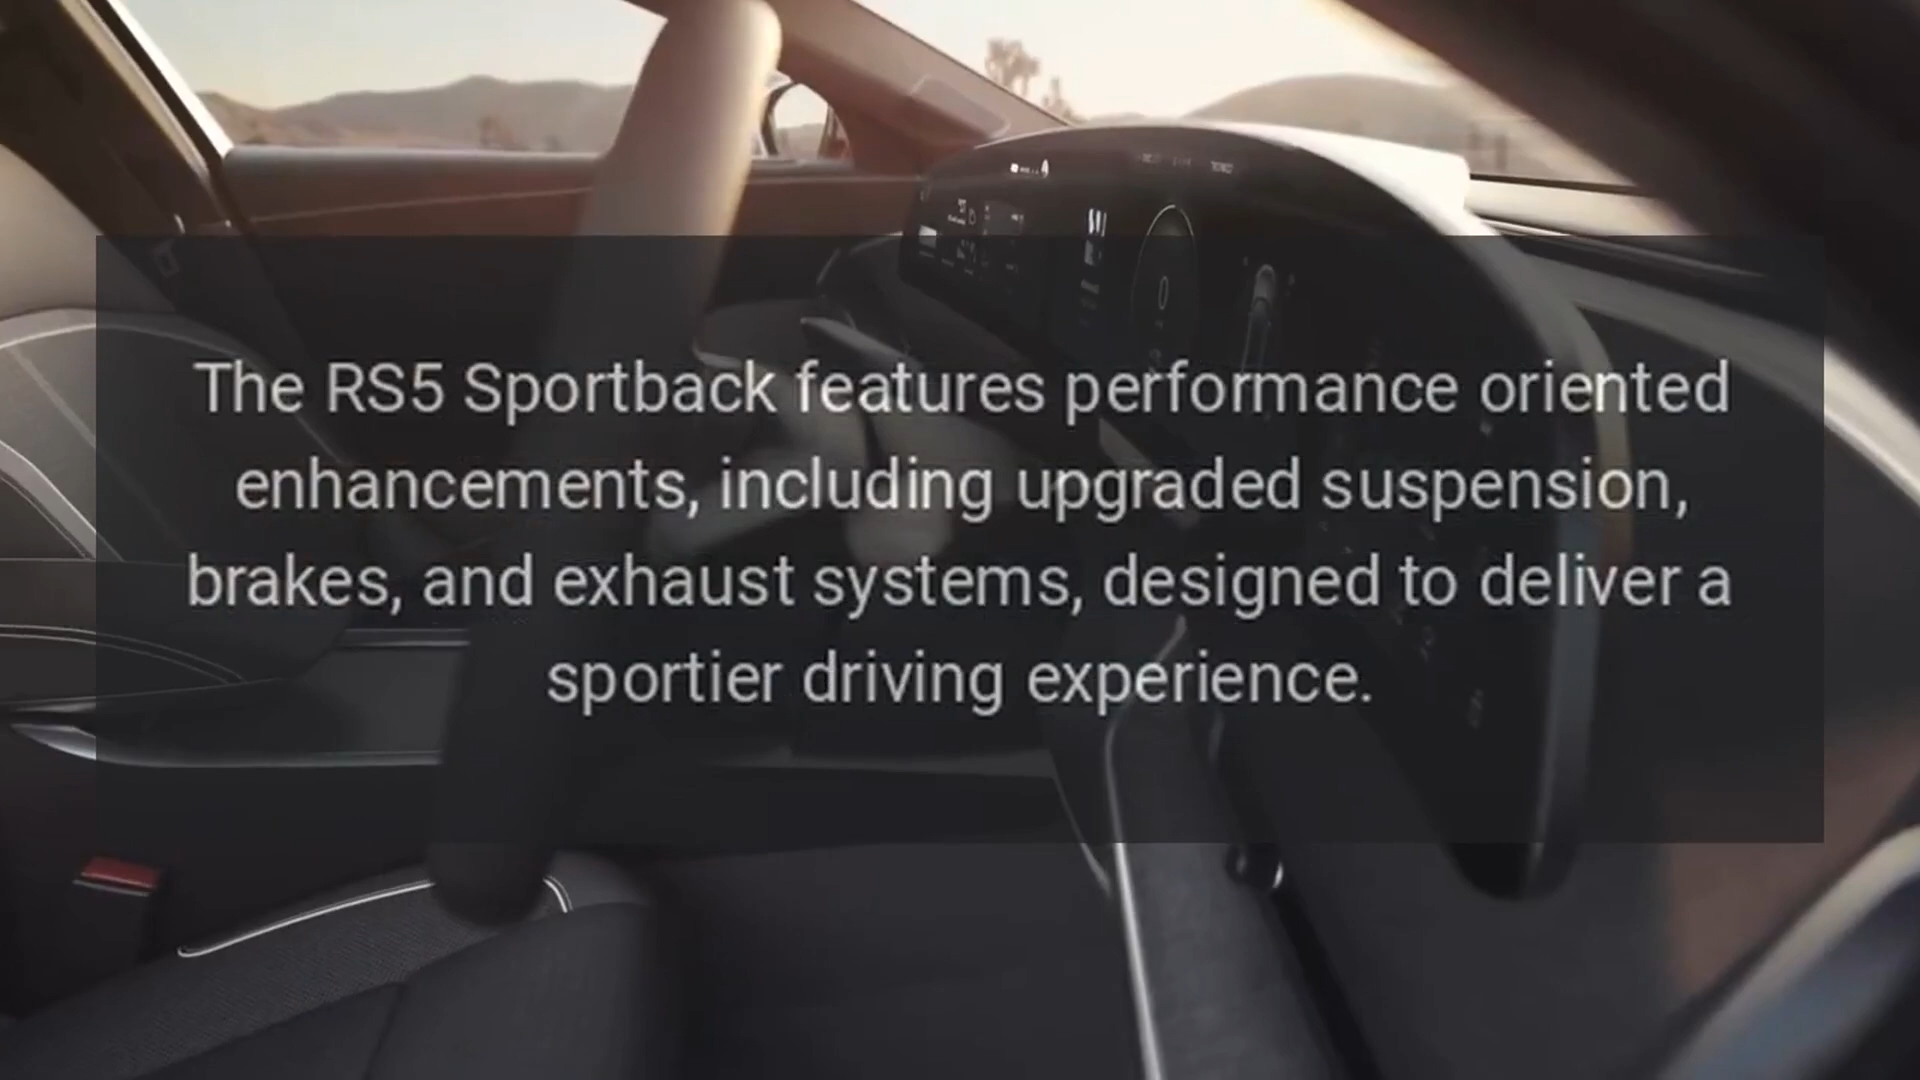 The RS5 Sportback features performance oriented
enhancements, including upgraded suspension,
brakes, and exhaust systems, designed to deliver a
sportier driving experience.